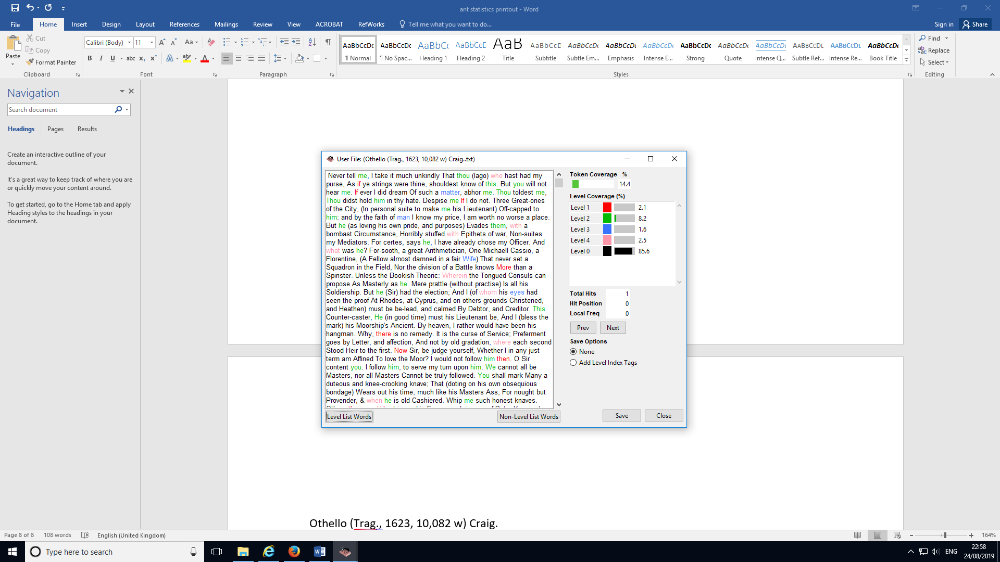 ant statistics printout - Word
File Home Insert Design Layout References Mailings Review View ACROBAT RefWorks Tell me what you want to do... Sign in Share
Paste
Cut
Copy
Format Painter
Clipboard
Calibri (Body) 11 Aa
B I U abc X₂ X² A A
Font
Paragraph
AaBbCcDc AaBbCcDc AaBbCc AaBbCcD AaB AaBbCcD AaBbCcDc AaBbCcDc AaBbCcDc AaBbCcDc AaBbCcDc AaBbCcDc AABBCCDE AABBCCDE AaBbCcDc
¶ Normal ¶ No Spac... Heading 1 Heading 2 Title Subtitle Subtle Em... Emphasis Intense E... Strong Quote Intense Q... Subtle Ref... Intense Re... Book Title
Styles
Find
Replace
Select
Editing
Navigation
Search document
Headings Pages Results
Create an interactive outline of your
document.
It's a great way to keep track of where you are
or quickly move your content around.
To get started, go to the Home tab and apply
Heading styles to the headings in your
document.
User File: (Othello (Trag., 1623, 10,082 w) Craig..txt)
Never tell me, I take it much unkindly That thou (Iago) who hast had my
purse, As if ye strings were thine, shouldest know of this. But you will not
hear me. If ever I did dream Of such a matter, abhor me. Thou toldest me,
Thou didst hold him in thy hate. Despise me If I do not. Three Great-ones
of the City, (In personal suite to make me his Lieutenant) Off-capped to
him: and by the faith of man I know my price, I am worth no worse a place.
But he (as loving his own pride, and purposes) Evades them, with a
bombast Circumstance, Horribly stuffed with Epithets of war, Non-suites
my Mediators. For certes, says he, I have already chose my Officer. And
what was he? For-sooth, a great Arithmetician, One Michaell Cassio, a
Florentine, (A Fellow almost damned in a fair Wife) That never set a
Squadron in the Field, Nor the division of a Battle knows More than a
Spinster. Unless the Bookish Theoric: Wherein the Tongued Consuls can
propose As Masterly as he. Mere prattle (without practise) Is all his
Soldiership. But he (Sir) had the election; And I (of whom his eyes had
seen the proof At Rhodes, at Cyprus, and on others grounds Christened,
and Heathen) must be be-lead, and calmed By Debtor, and Creditor. This
Counter-caster, He (in good time) must his Lieutenant be, And I (bless the
mark) his Moorship's Ancient. By heaven, I rather would have been his
hangman. Why, there is no remedy. It is the curse of Service; Preferment
goes by Letter, and affection, And not by old gradation, where each second
Stood Heir to the first. Now Sir, be judge yourself, Whether I in any just
term am Affined To love the Moor? I would not follow him then. O Sir
content you. I follow him, to serve my turn upon him. We cannot all be
Masters, nor all Masters Cannot be truly followed. You shall mark Many a
duteous and knee-crooking knave; That (doting on his own obsequious
bondage) Wears out his time, much like his Masters Ass, For nought but
Provender, & when he is old Cashiered. Whip me such honest knaves.
Level List Words Non-Level List Words
Token Coverage %
14.4
Level Coverage (%)
Level 1 2.1
Level 2 8.2
Level 3 1.6
Level 4 2.5
Level 0 85.6
Total Hits 1
Hit Position 0
Local Freq 0
Prev Next
Save Options
None
Add Level Index Tags
Save Close
Othello (Trag., 1623, 10,082 w) Craig.
Page 8 of 8 108 words English (United Kingdom) 164%
Type here to search
ENG
22:58
24/08/2019